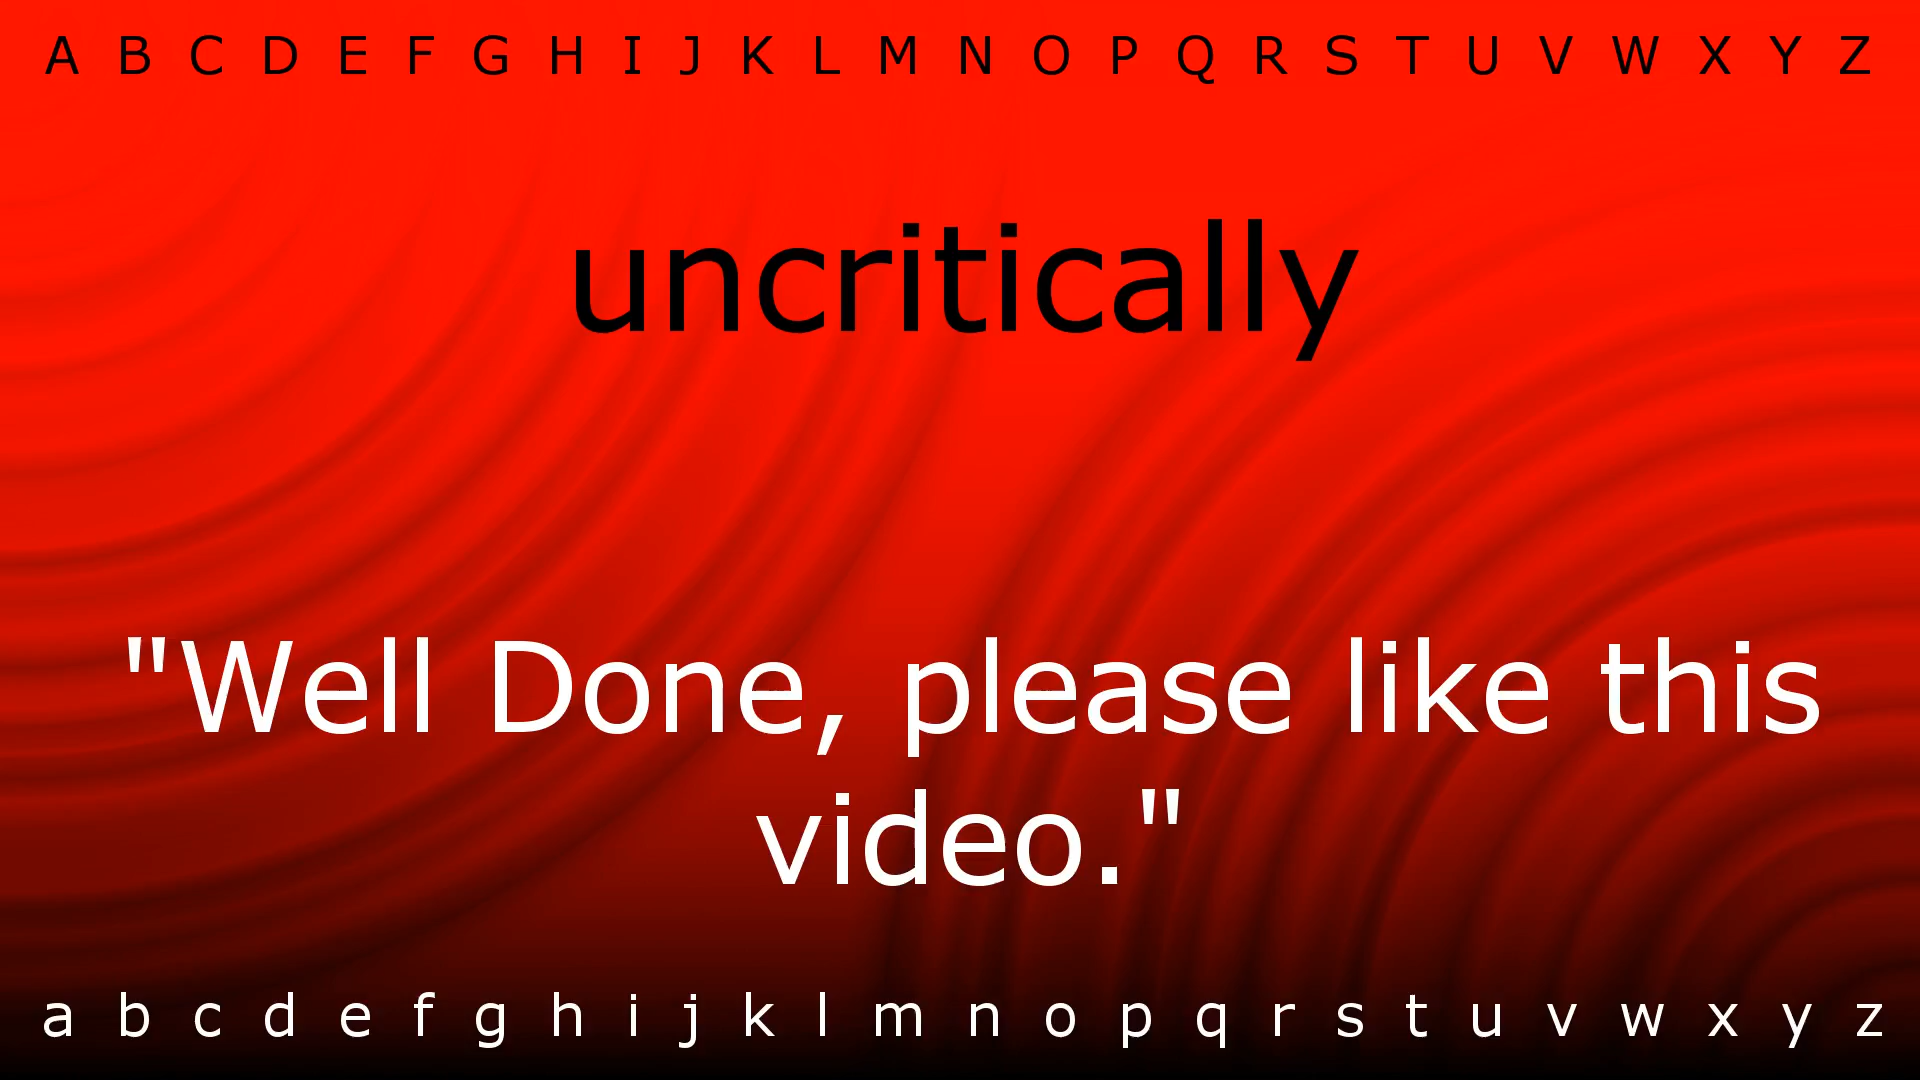 A B C D E F G H I J K L M N O P Q R S T U V W X Y Z
uncritically
"Well Done, please like this
video."
a b c d e f g h i j k l m n o p q r s t u v w x y z